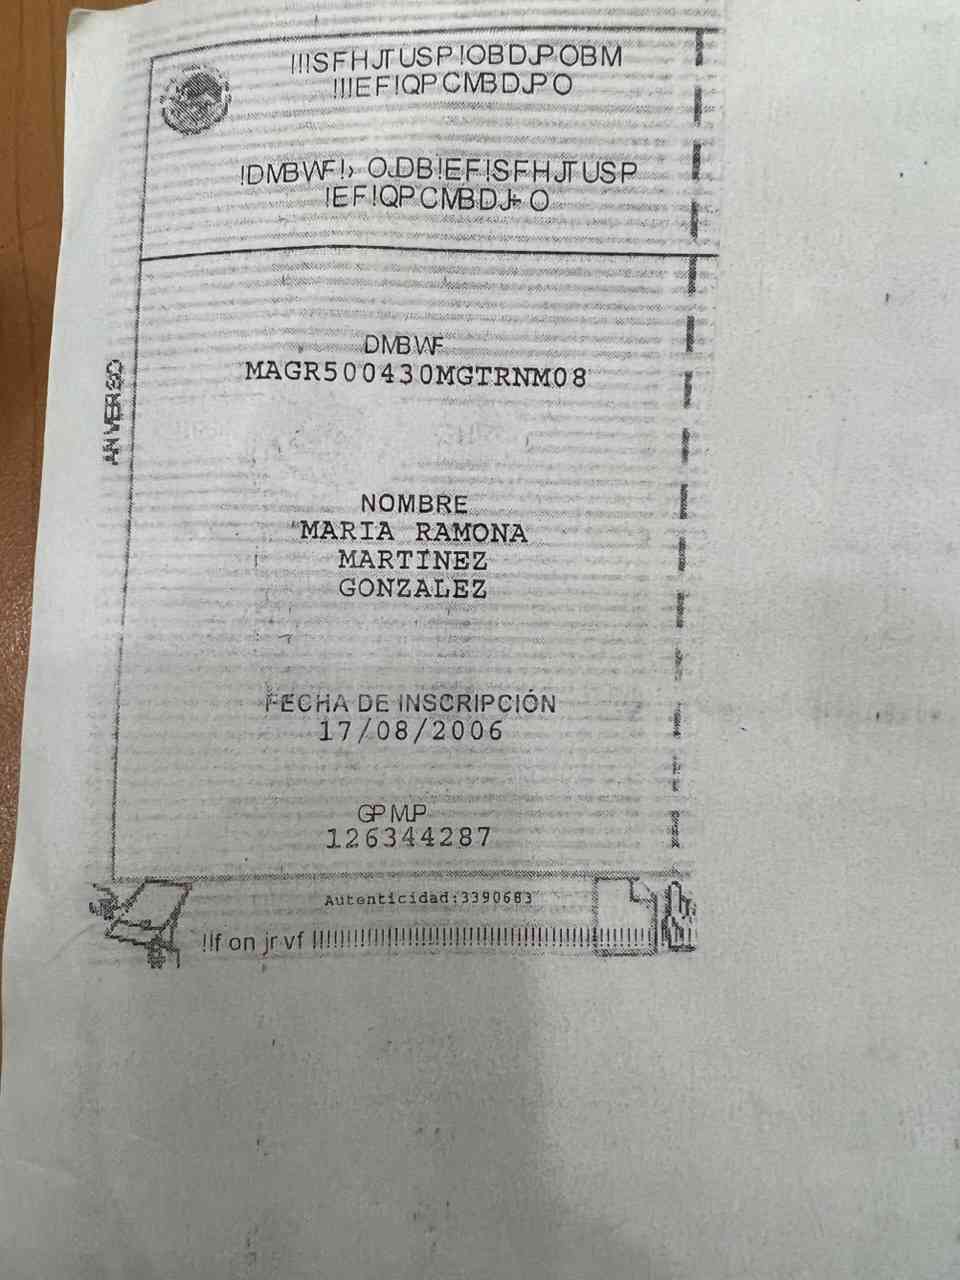 !!!SFHJTUSP!OBDJPOBM
!!!EF!QPCMBDJPO
!DMBWF!› ODJB!EF!SFHJTUSP
!EF!QPCMBDJ÷O
DMBWF
MAGR500430MGTRNM08
ANVERSO
NOMBRE
MARIA RAMONA
MARTINEZ
GONZALEZ
FECHA DE INSCRIPCIÓN
17/08/2006
GPMJP
126344287
Autenticidad:3390683